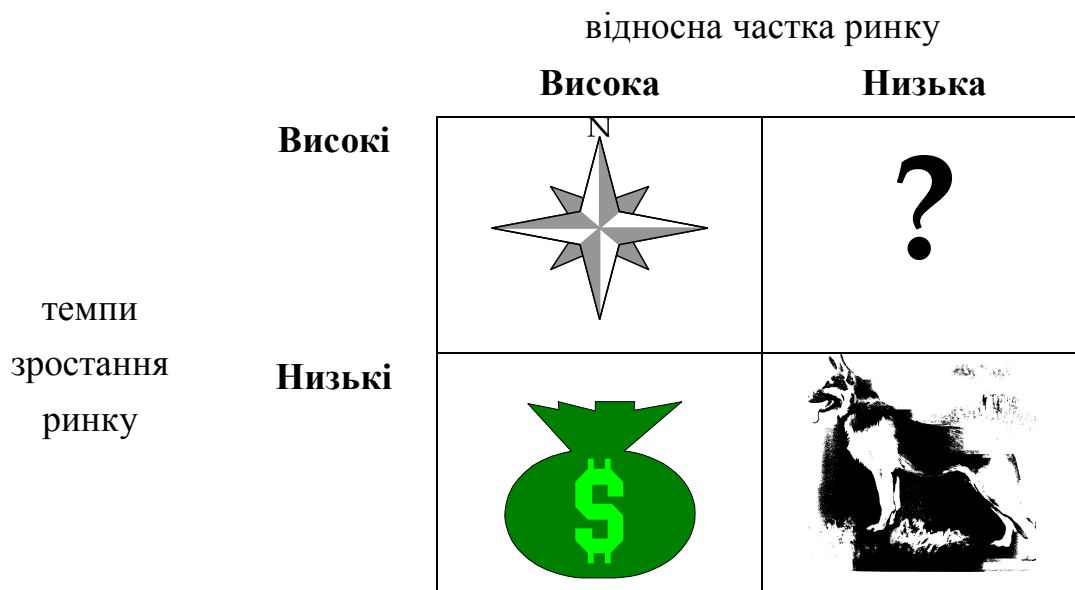 відносна частка ринку
Висока Низька
Високі
N
?
темпи
зростання
ринку
Низькі
$